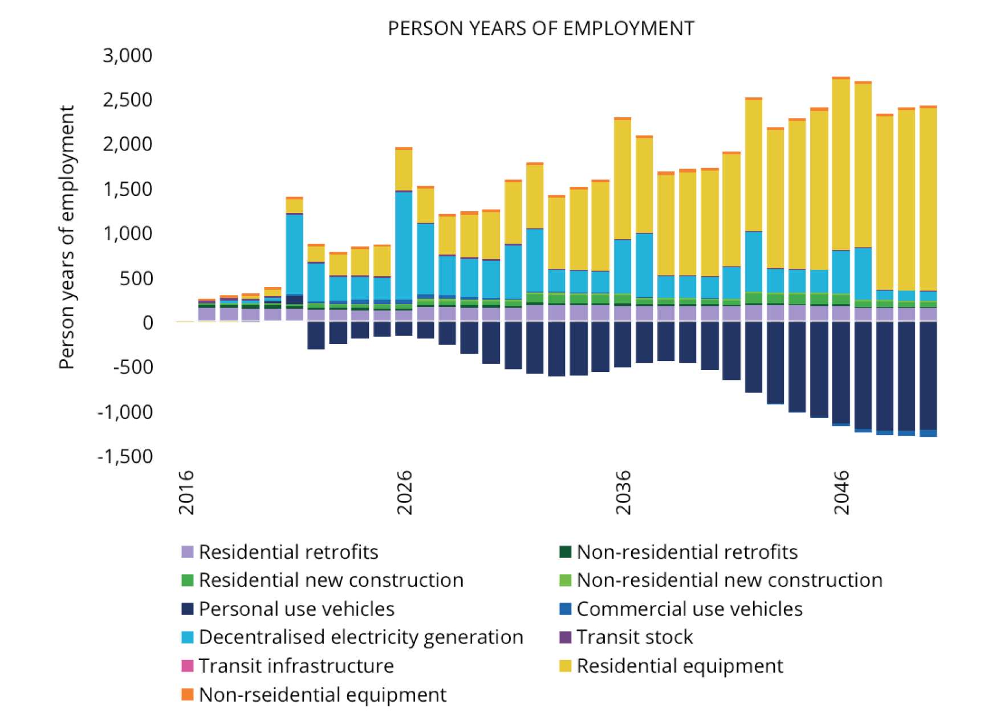 PERSON YEARS OF EMPLOYMENT
Person years of employment
3,000
2,500
2,000
1,500
1,000
500
0
-500
-1,000
-1,500
2016
2026
2036
2046
Residential retrofits
Non-residential retrofits
Residential new construction
Non-residential new construction
Personal use vehicles
Commercial use vehicles
Decentralised electricity generation
Transit stock
Transit infrastructure
Residential equipment
Non-rseidential equipment